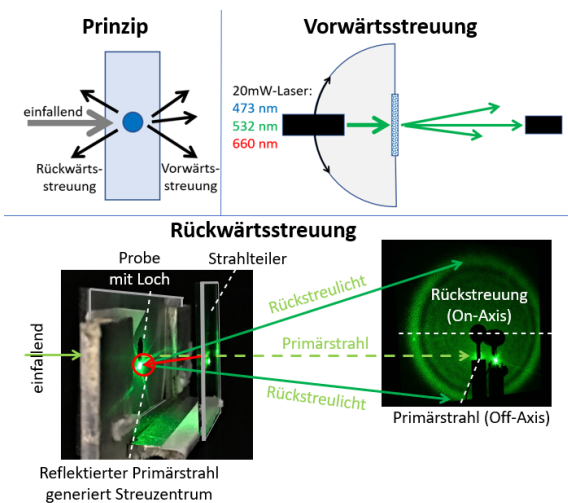 Prinzip
einfallend
Rückwärts-
streuung
Vorwärts-
streuung
Vorwärtsstreuung
20mW-Laser:
473 nm
532 nm
660 nm
Rückwärtsstreuung
Probe
mit Loch
Strahlteiler
einfallend
Rückstreulicht
Primärstrahl
Rückstreulicht
Rückstreuung
(On-Axis)
Primärstrahl (Off-Axis)
Reflektierter Primärstrahl
generiert Streuzentrum